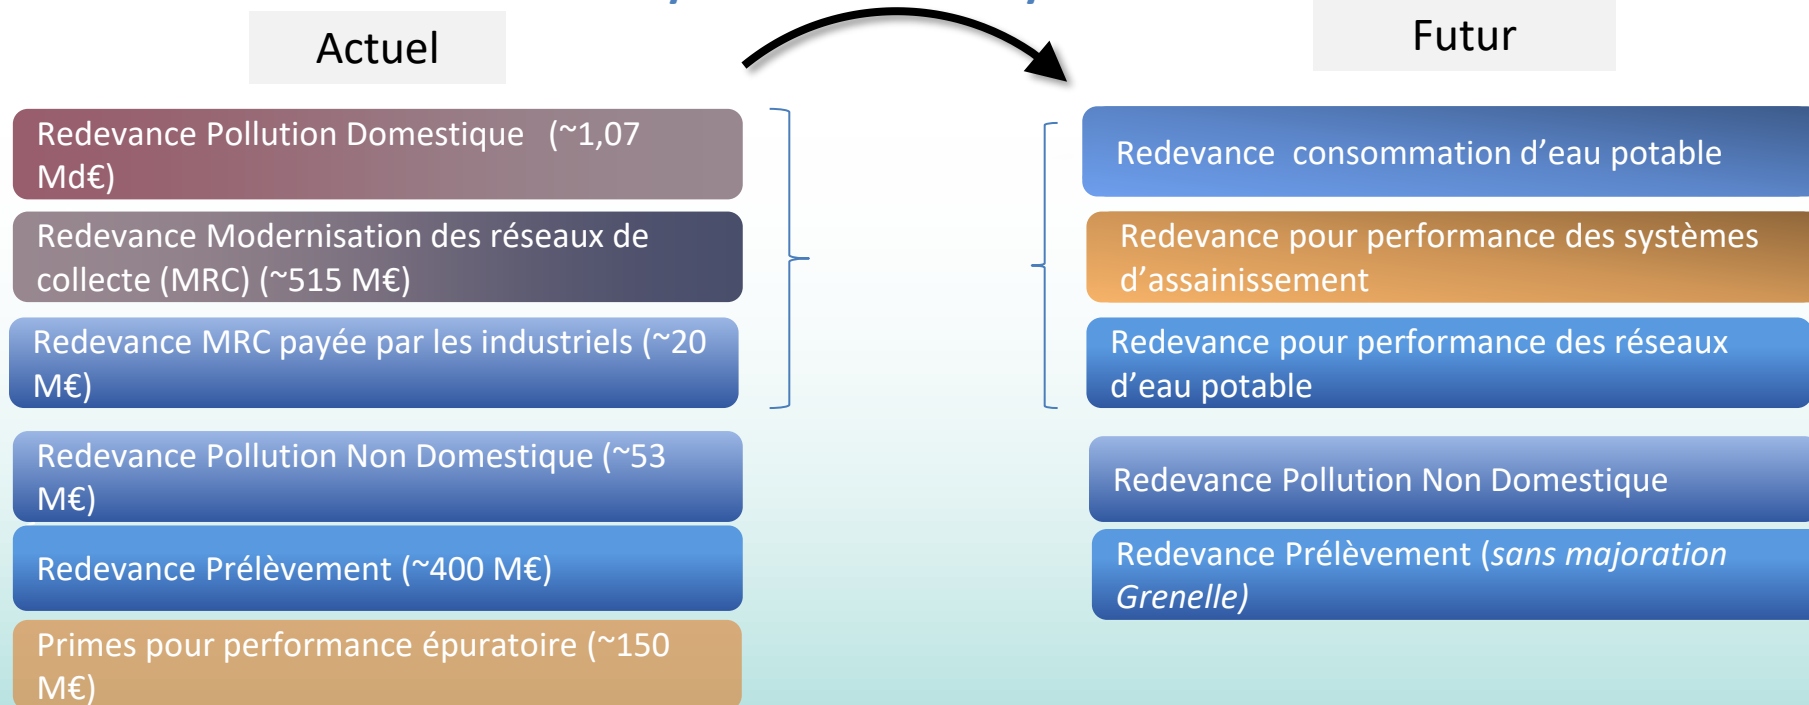 Actuel
Futur
Redevance Pollution Domestique (~1,07
Md€)
Redevance Modernisation des réseaux de
collecte (MRC) (~515 M€)
Redevance MRC payée par les industriels (~20
M€)
Redevance Pollution Non Domestique (~53
M€)
Redevance Prélèvement (~400 M€)
Primes pour performance épuratoire (~150
M€)
Redevance consommation d’eau potable
Redevance pour performance des systèmes
d’assainissement
Redevance pour performance des réseaux
d’eau potable
Redevance Pollution Non Domestique
Redevance Prélèvement (sans majoration
Grenelle)